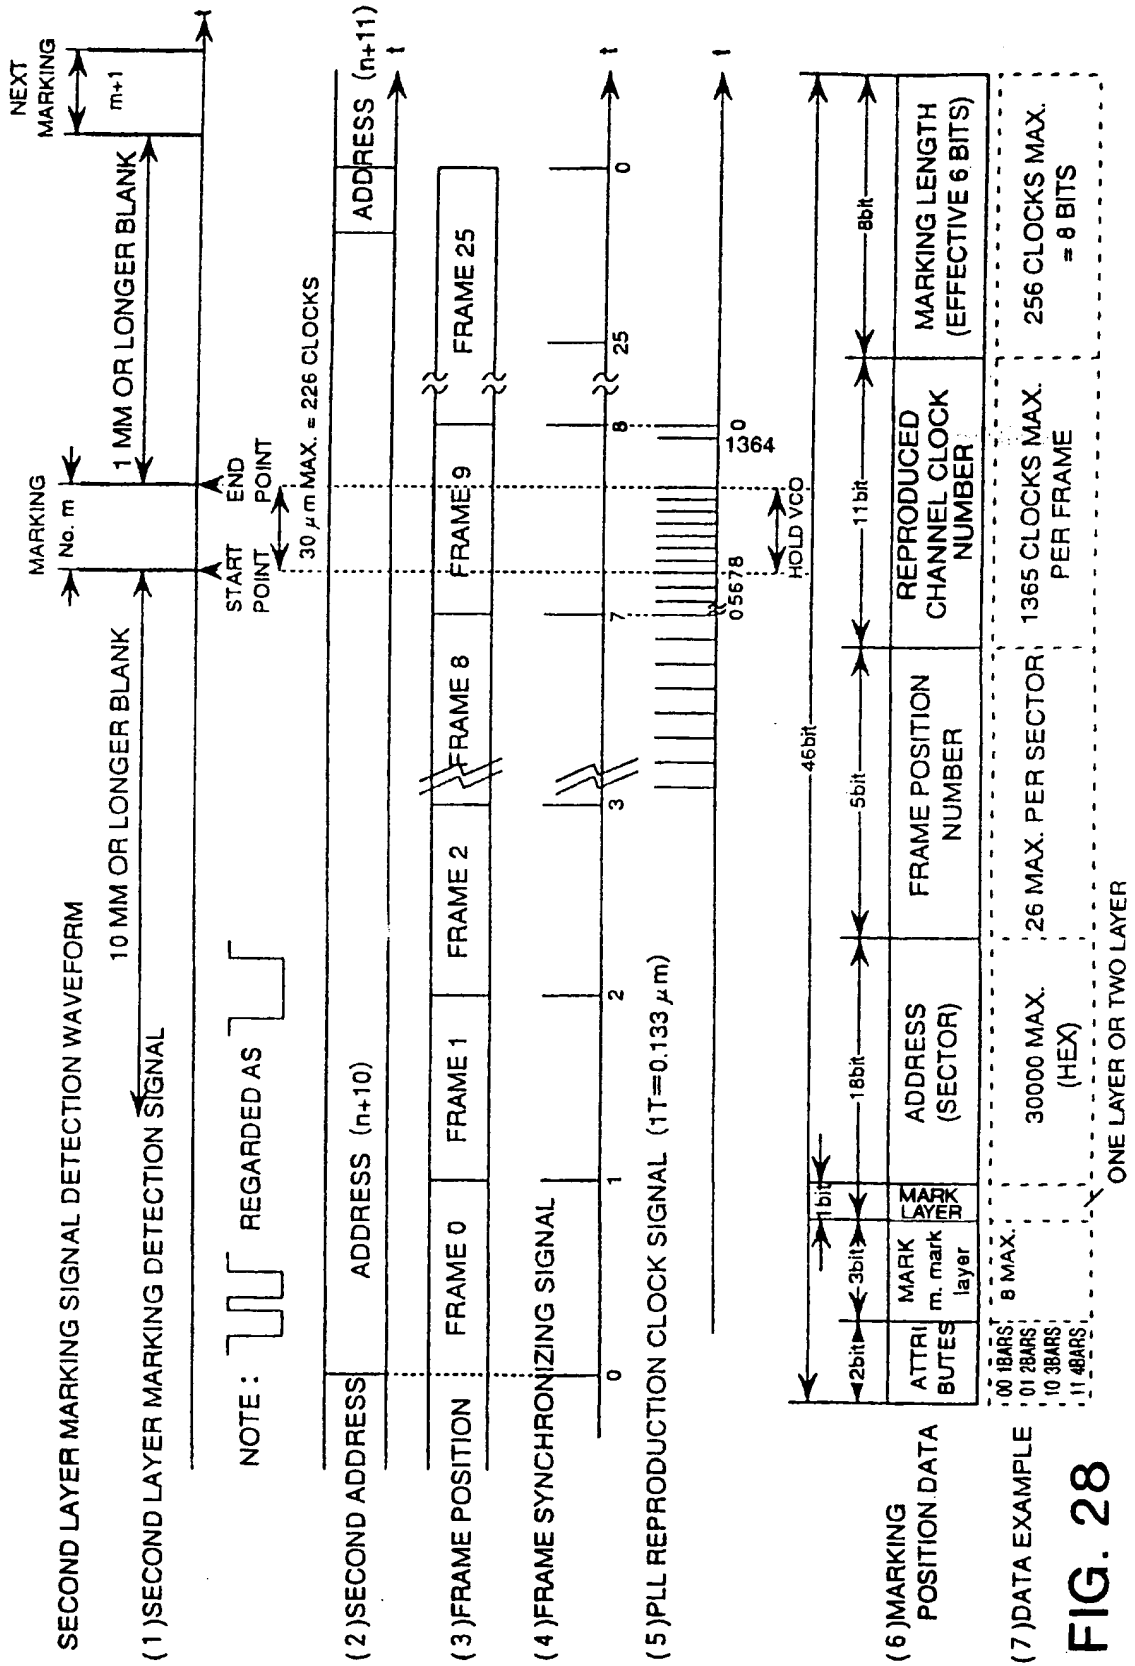 SECOND LAYER MARKING SIGNAL DETECTION WAVEFORM
MARKING
No. m
NEXT
MARKING
m+1
(1)SECOND LAYER MARKING DETECTION SIGNAL
10 MM OR LONGER BLANK
1 MM OR LONGER BLANK
t
START
POINT
END
POINT
NOTE :
REGARDED AS
30 μm MAX. = 226 CLOCKS
(2)SECOND ADDRESS
ADDRESS (n+10)
ADDRESS (n+11)
t
(3)FRAME POSITION
FRAME 0
FRAME 1
FRAME 2
FRAME 8
FRAME 9
FRAME 25
(4)FRAME SYNCHRONIZING SIGNAL
0
1
2
3
7
8
25
0
t
(5)PLL REPRODUCTION CLOCK SIGNAL (1T=0.133 μm)
05678
1364
0
t
HOLD VCO
46bit
1bit
2bit
3bit
18bit
5bit
11bit
8bit
(6)MARKING
POSITION.DATA
ATTRI
BUTES
MARK
m. mark
layer
MARK
LAYER
ADDRESS
(SECTOR)
FRAME POSITION
NUMBER
REPRODUCED
CHANNEL CLOCK
NUMBER
MARKING LENGTH
(EFFECTIVE 6 BITS)
(7)DATA EXAMPLE
00 1BARS
01 2BARS
10 3BARS
11 4BARS
8 MAX.
30000 MAX.
(HEX)
26 MAX. PER SECTOR
1365 CLOCKS MAX.
PER FRAME
256 CLOCKS MAX.
= 8 BITS
ONE LAYER OR TWO LAYER
FIG. 28